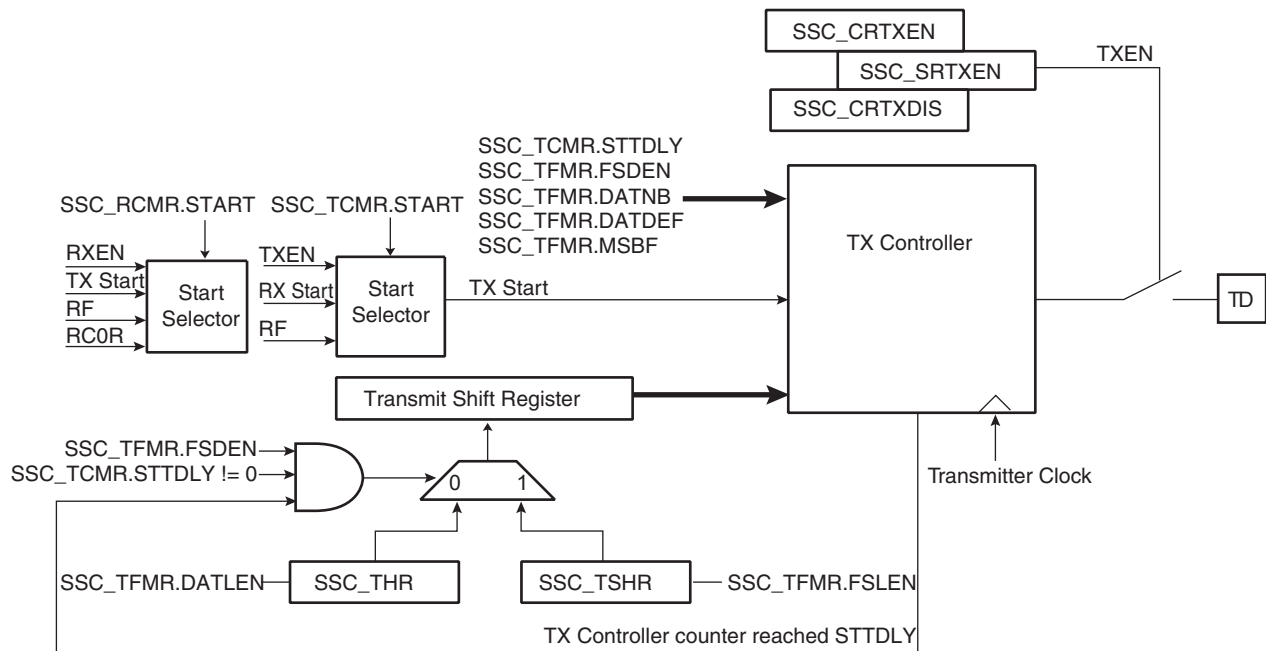 SSC_CRTXEN
SSC_SRTXEN
TXEN
SSC_CRTXDIS
SSC_TCMR.STTDLY
SSC_TFMR.FSDEN
SSC_TFMR.DATNB
SSC_TFMR.DATDEF
SSC_TFMR.MSBF
SSC_RCMR.START
SSC_TCMR.START
RXEN
TX Start
RF
RC0R
Start
Selector
TXEN
RX Start
RF
Start
Selector
TX Start
TX Controller
TD
Transmit Shift Register
Transmitter Clock
SSC_TFMR.FSDEN
SSC_TCMR.STTDLY != 0
0
1
SSC_TFMR.DATLEN
SSC_THR
SSC_TSHR
SSC_TFMR.FSLEN
TX Controller counter reached STTDLY